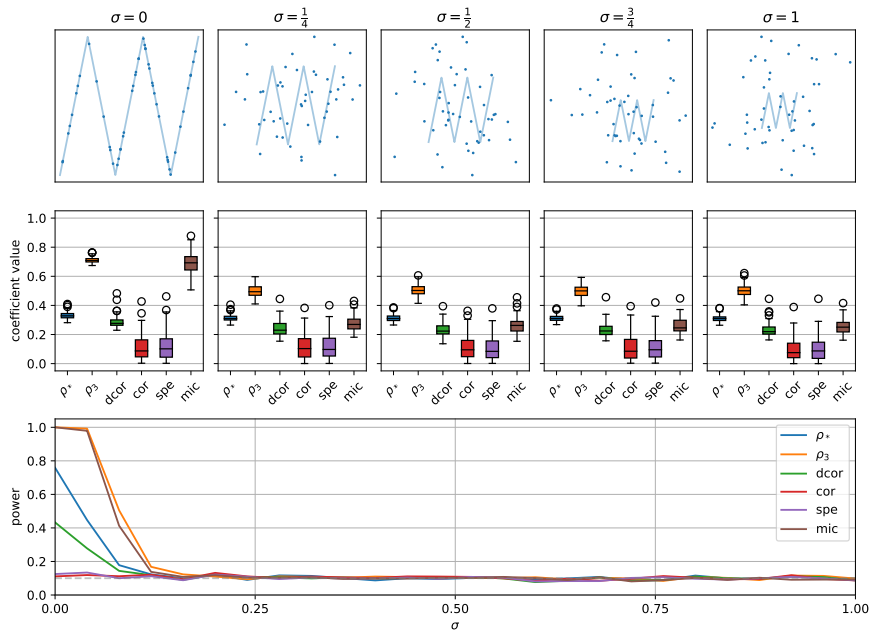 σ = 0
σ = 1/4
σ = 1/2
σ = 3/4
σ = 1
coefficient value
1.0
0.8
0.6
0.4
0.2
0.0
ρ* ρ3 dcor cor spe mic
ρ* ρ3 dcor cor spe mic
ρ* ρ3 dcor cor spe mic
ρ* ρ3 dcor cor spe mic
ρ* ρ3 dcor cor spe mic
power
1.0
0.8
0.6
0.4
0.2
0.0
ρ*
ρ3
dcor
cor
spe
mic
0.00 0.25 0.50 0.75 1.00
σ